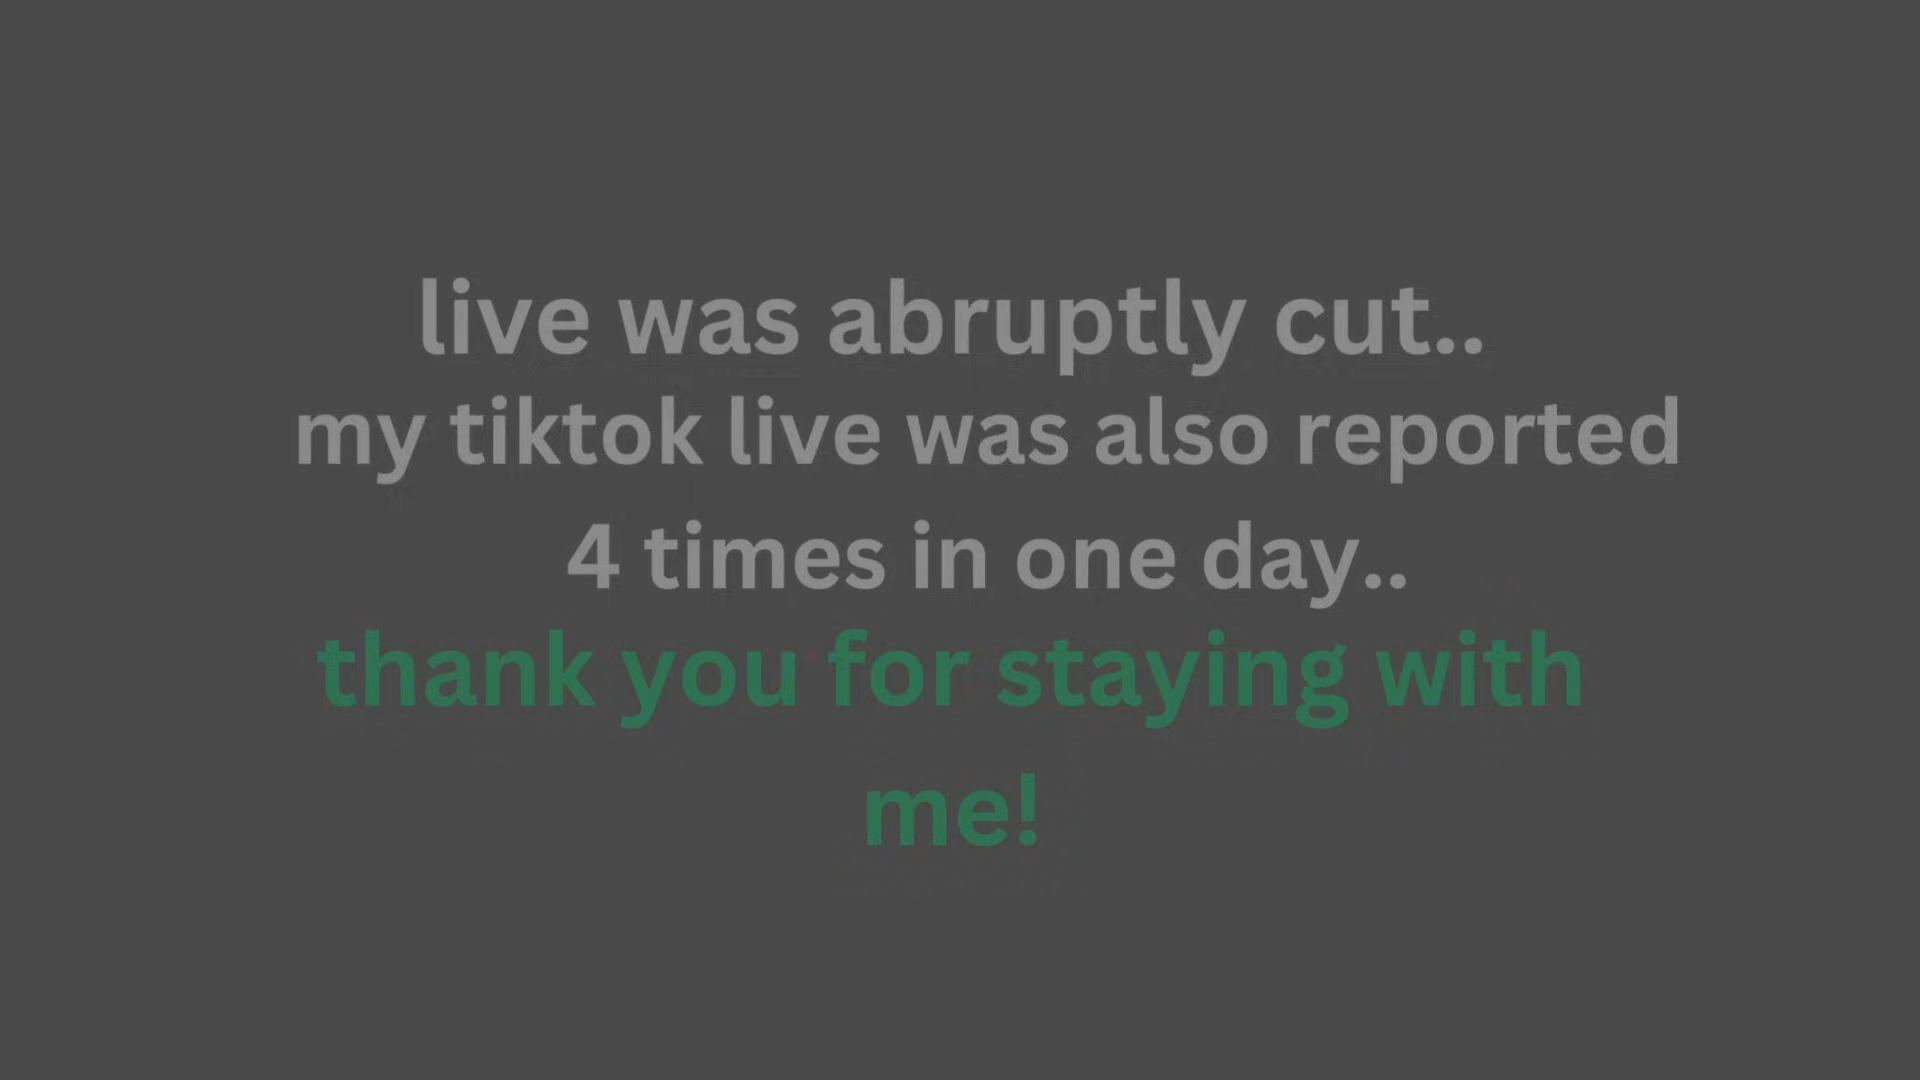 live was abruptly cut..
my tiktok live was also reported
4 times in one day..
thank you for staying with
me!